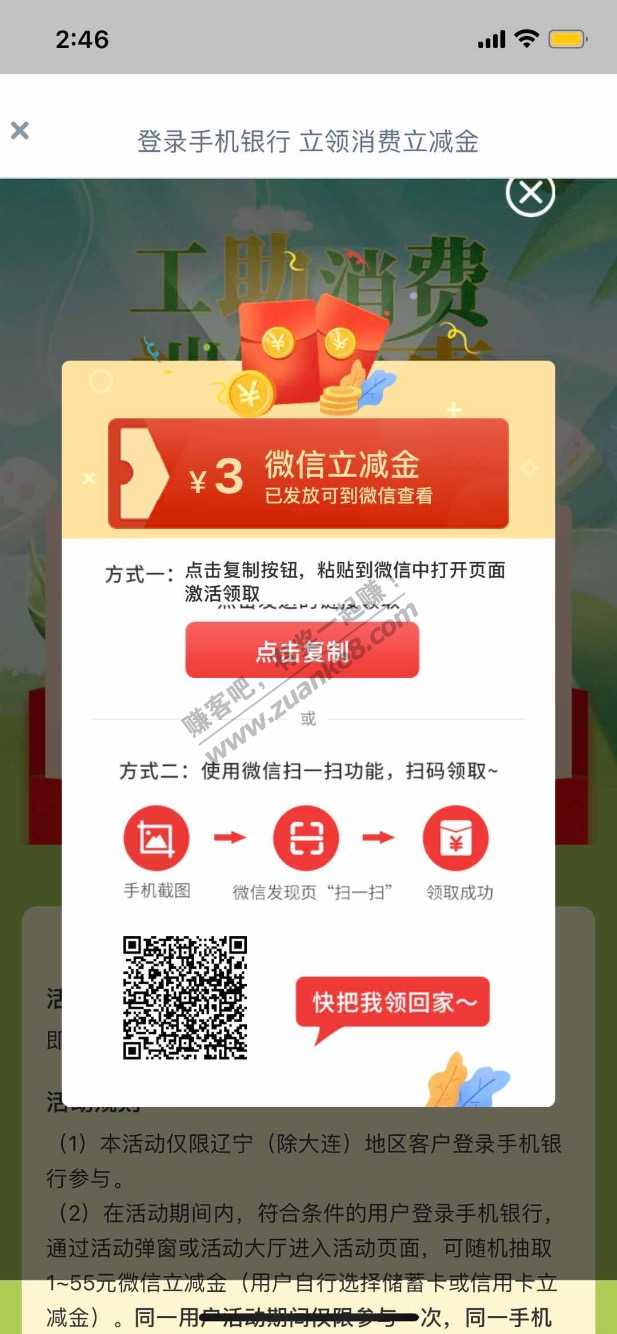 2:46
登录手机银行 立领消费立减金
工助消费
¥3 微信立减金
已发放可到微信查看
方式一：点击复制按钮，粘贴到微信中打开页面
激活领取
点击复制
赚客吧，有奖一起赚！
www.zuanke8.com
或
方式二：使用微信扫一扫功能，扫码领取~
手机截图
微信发现页“扫一扫”
领取成功
快把我领回家～
活
即
活动规则
（1）本活动仅限辽宁（除大连）地区客户登录手机银
行参与。
（2）在活动期间内，符合条件的用户登录手机银行，
通过活动弹窗或活动大厅进入活动页面，可随机抽取
1~55元微信立减金（用户自行选择储蓄卡或信用卡立
减金）。同一用户活动期间仅限参与一次，同一手机